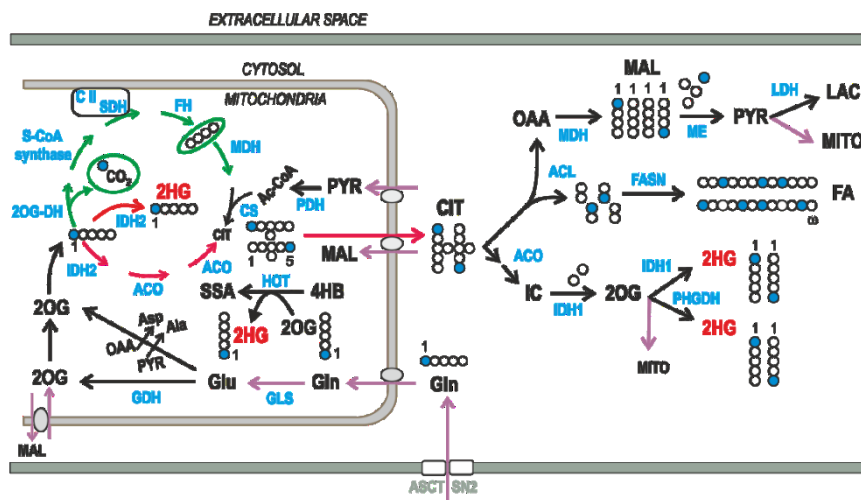 EXTRACELLULAR SPACE
CYTOSOL
MITOCHONDRIA
C II
SDH
FH
MDH
S-CoA
synthase
CO2
2OG-DH
2HG
IDH2
1
1
IDH2
ACO
ACO
CIT
CS
Ac-CoA
PDH
PYR
MAL
1
5
HOT
SSA
4HB
2HG
2OG
1
1
2OG
Asp
Ala
OAA
PYR
2OG
GDH
Glu
GLS
Gln
MAL
1
Gln
ASCT
SN2
CIT
ACL
ACO
OAA
MDH
MAL
1 1 1 1
ME
PYR
LDH
LAC
MITO
FASN
FA
ω
IC
IDH1
2OG
IDH1
2HG
1 1
PHGDH
2HG
1 1
MITO